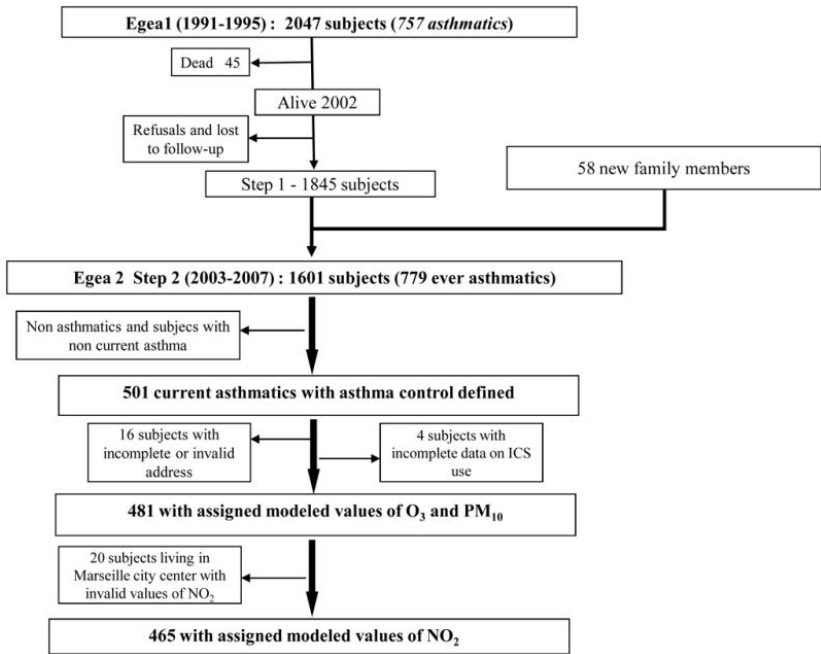 Egea1 (1991-1995) : 2047 subjects (757 asthmatics)
Dead 45
Alive 2002
Refusals and lost
to follow-up
58 new family members
Step 1 - 1845 subjects
Egea 2 Step 2 (2003-2007) : 1601 subjects (779 ever asthmatics)
Non asthmatics and subjecs with
non current asthma
501 current asthmatics with asthma control defined
16 subjects with
incomplete or invalid
address
4 subjects with
incomplete data on ICS
use
481 with assigned modeled values of O₃ and PM₁₀
20 subjects living in
Marseille city center with
invalid values of NO₂
465 with assigned modeled values of NO₂